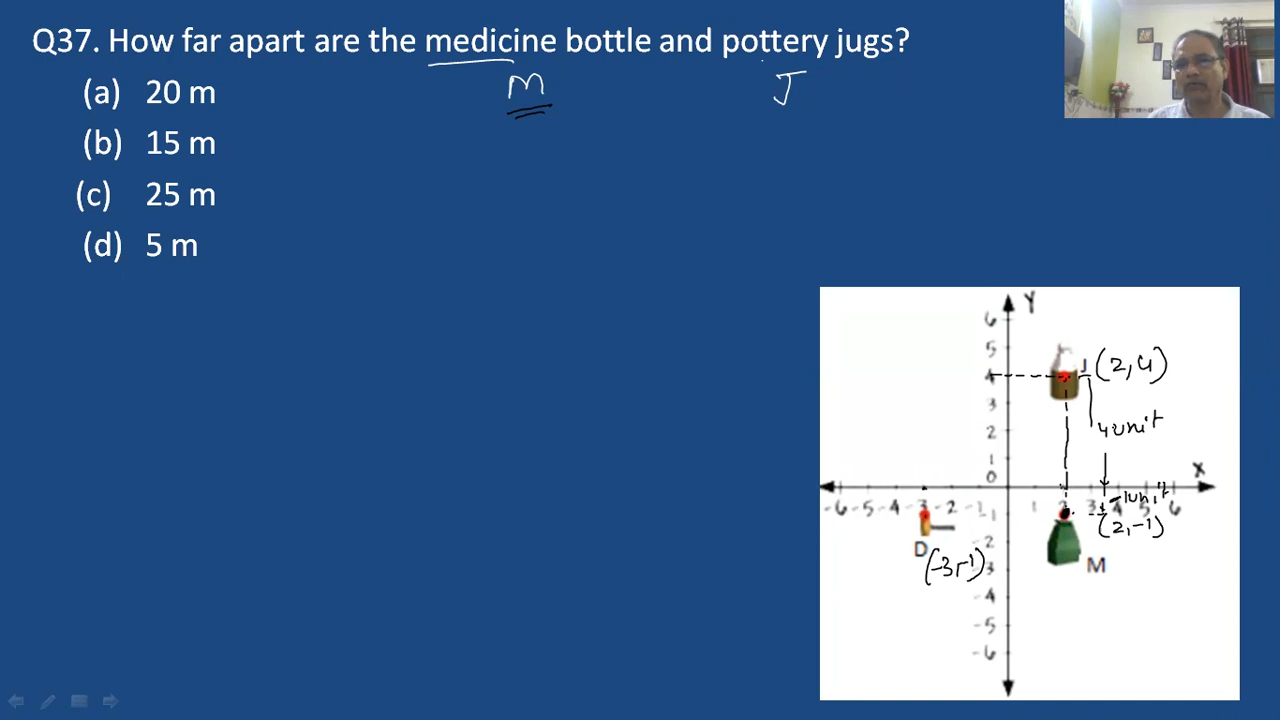 Q37. How far apart are the medicine bottle and pottery jugs?
M J
(a) 20 m
(b) 15 m
(c) 25 m
(d) 5 m
Y
6
5
J (2, 4)
4
3
4 unit
2
1
0
X
-6 -5 -4 -3 -2 -1 1 2 3 4 5 6
-1
1 unit
(2, -1)
-2
D
(-3, -1)
-3
M
-4
-5
-6